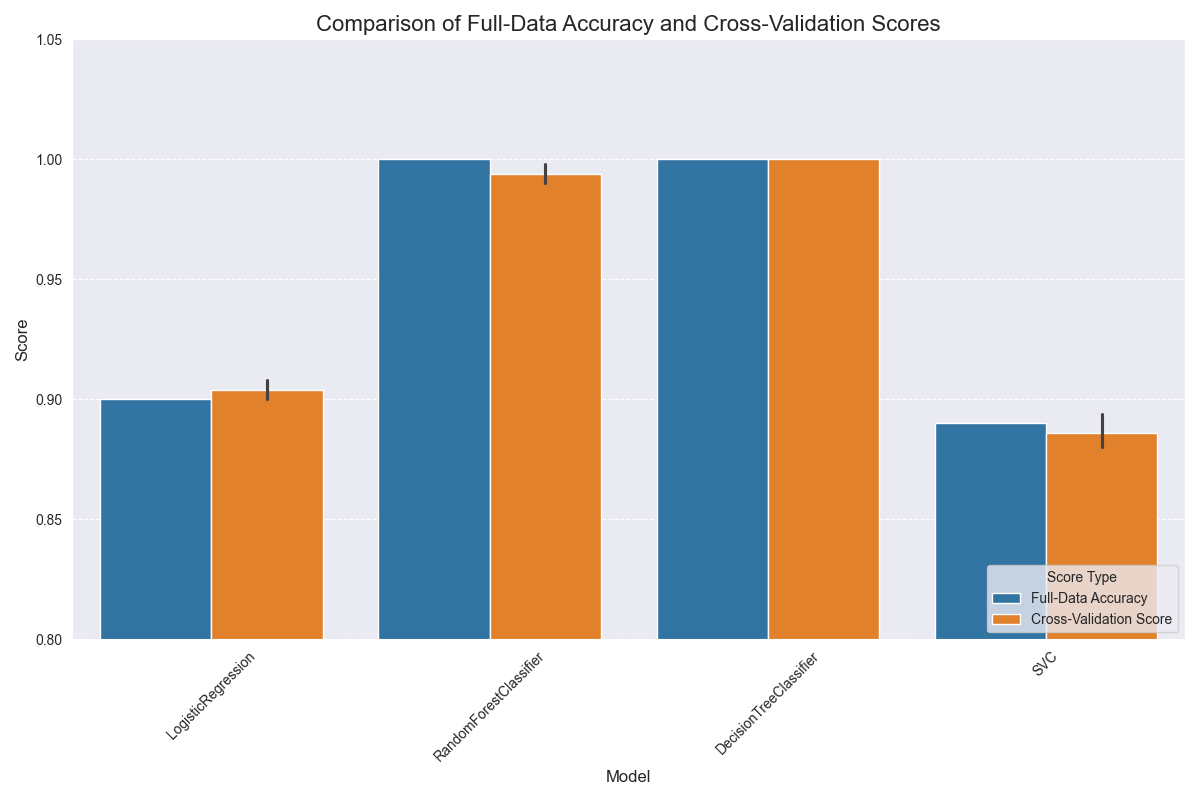 Comparison of Full-Data Accuracy and Cross-Validation Scores
1.05
1.00
0.95
0.90
0.85
0.80
Score
Score Type
Full-Data Accuracy
Cross-Validation Score
LogisticRegression
RandomForestClassifier
DecisionTreeClassifier
SVC
Model